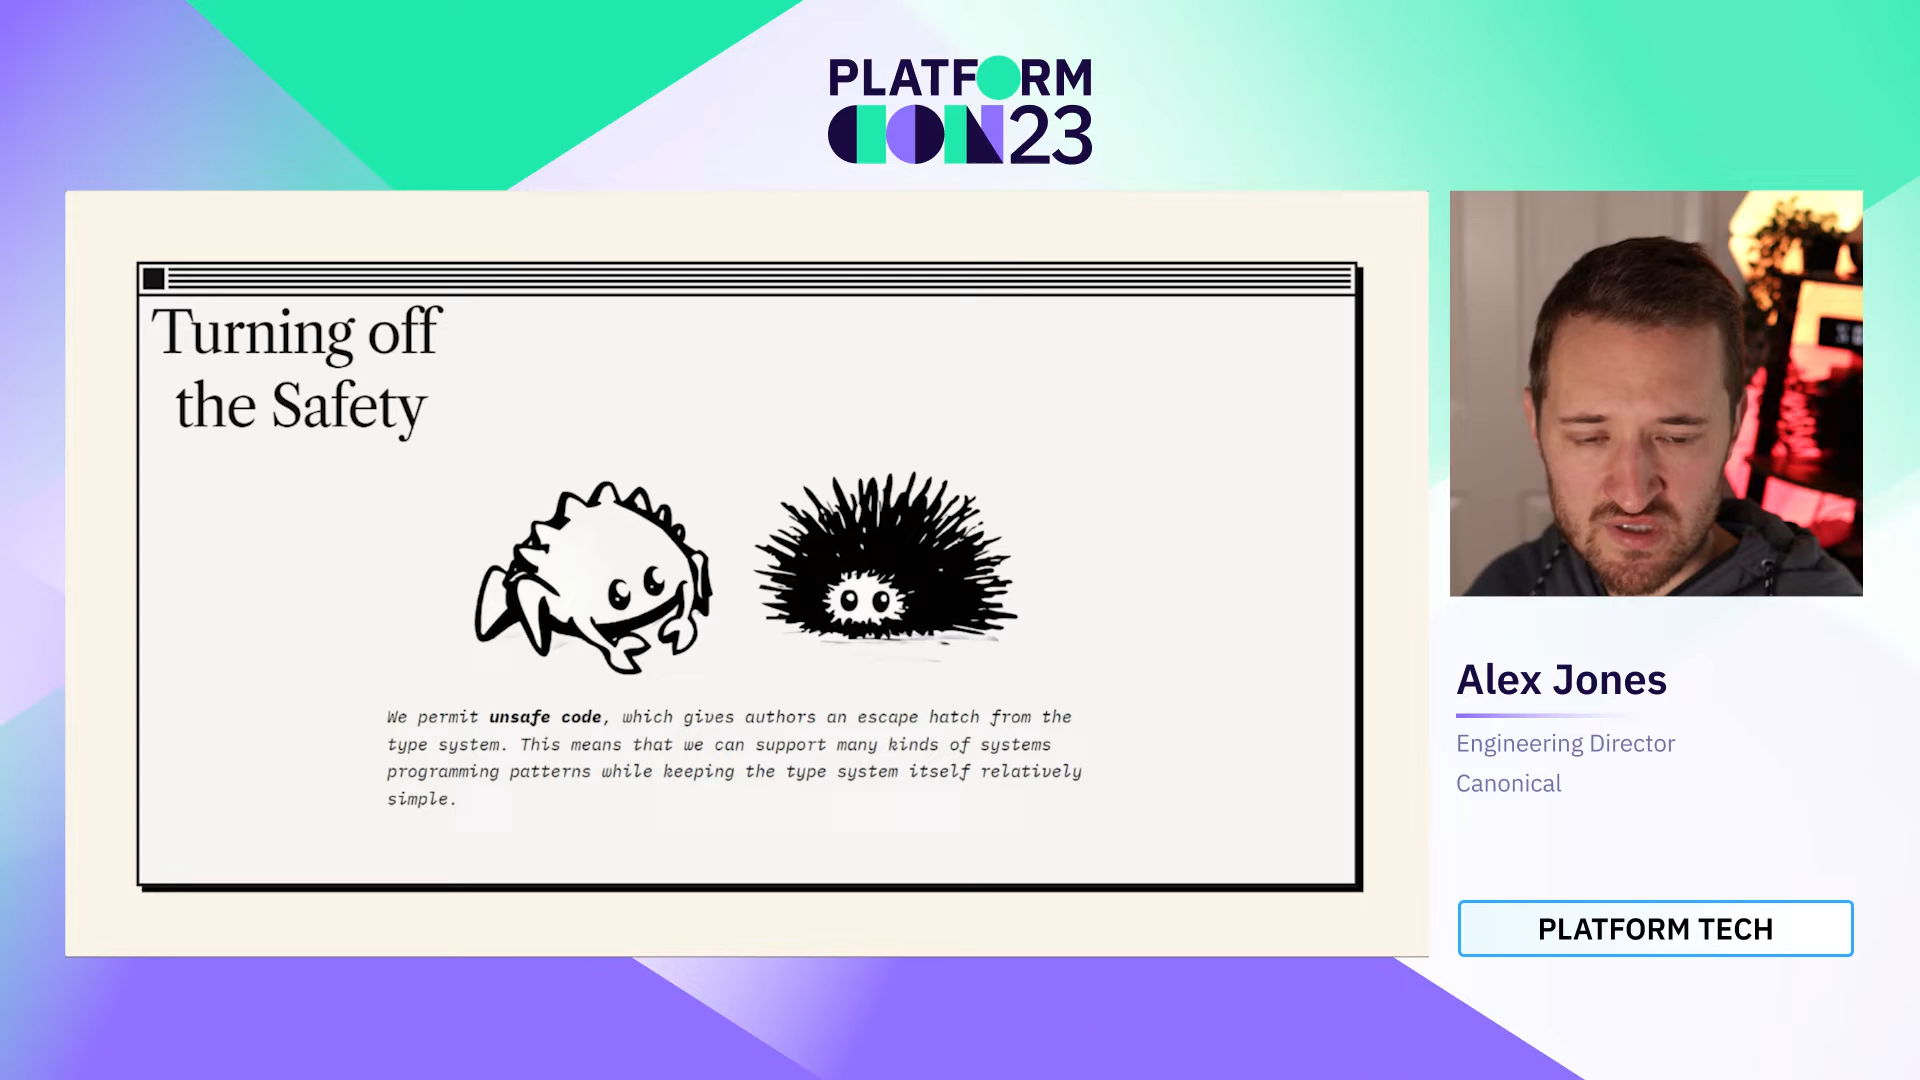 PLATFORM
CON23
Turning off
the Safety
We permit unsafe code, which gives authors an escape hatch from the
type system. This means that we can support many kinds of systems
programming patterns while keeping the type system itself relatively
simple.
Alex Jones
Engineering Director
Canonical
PLATFORM TECH